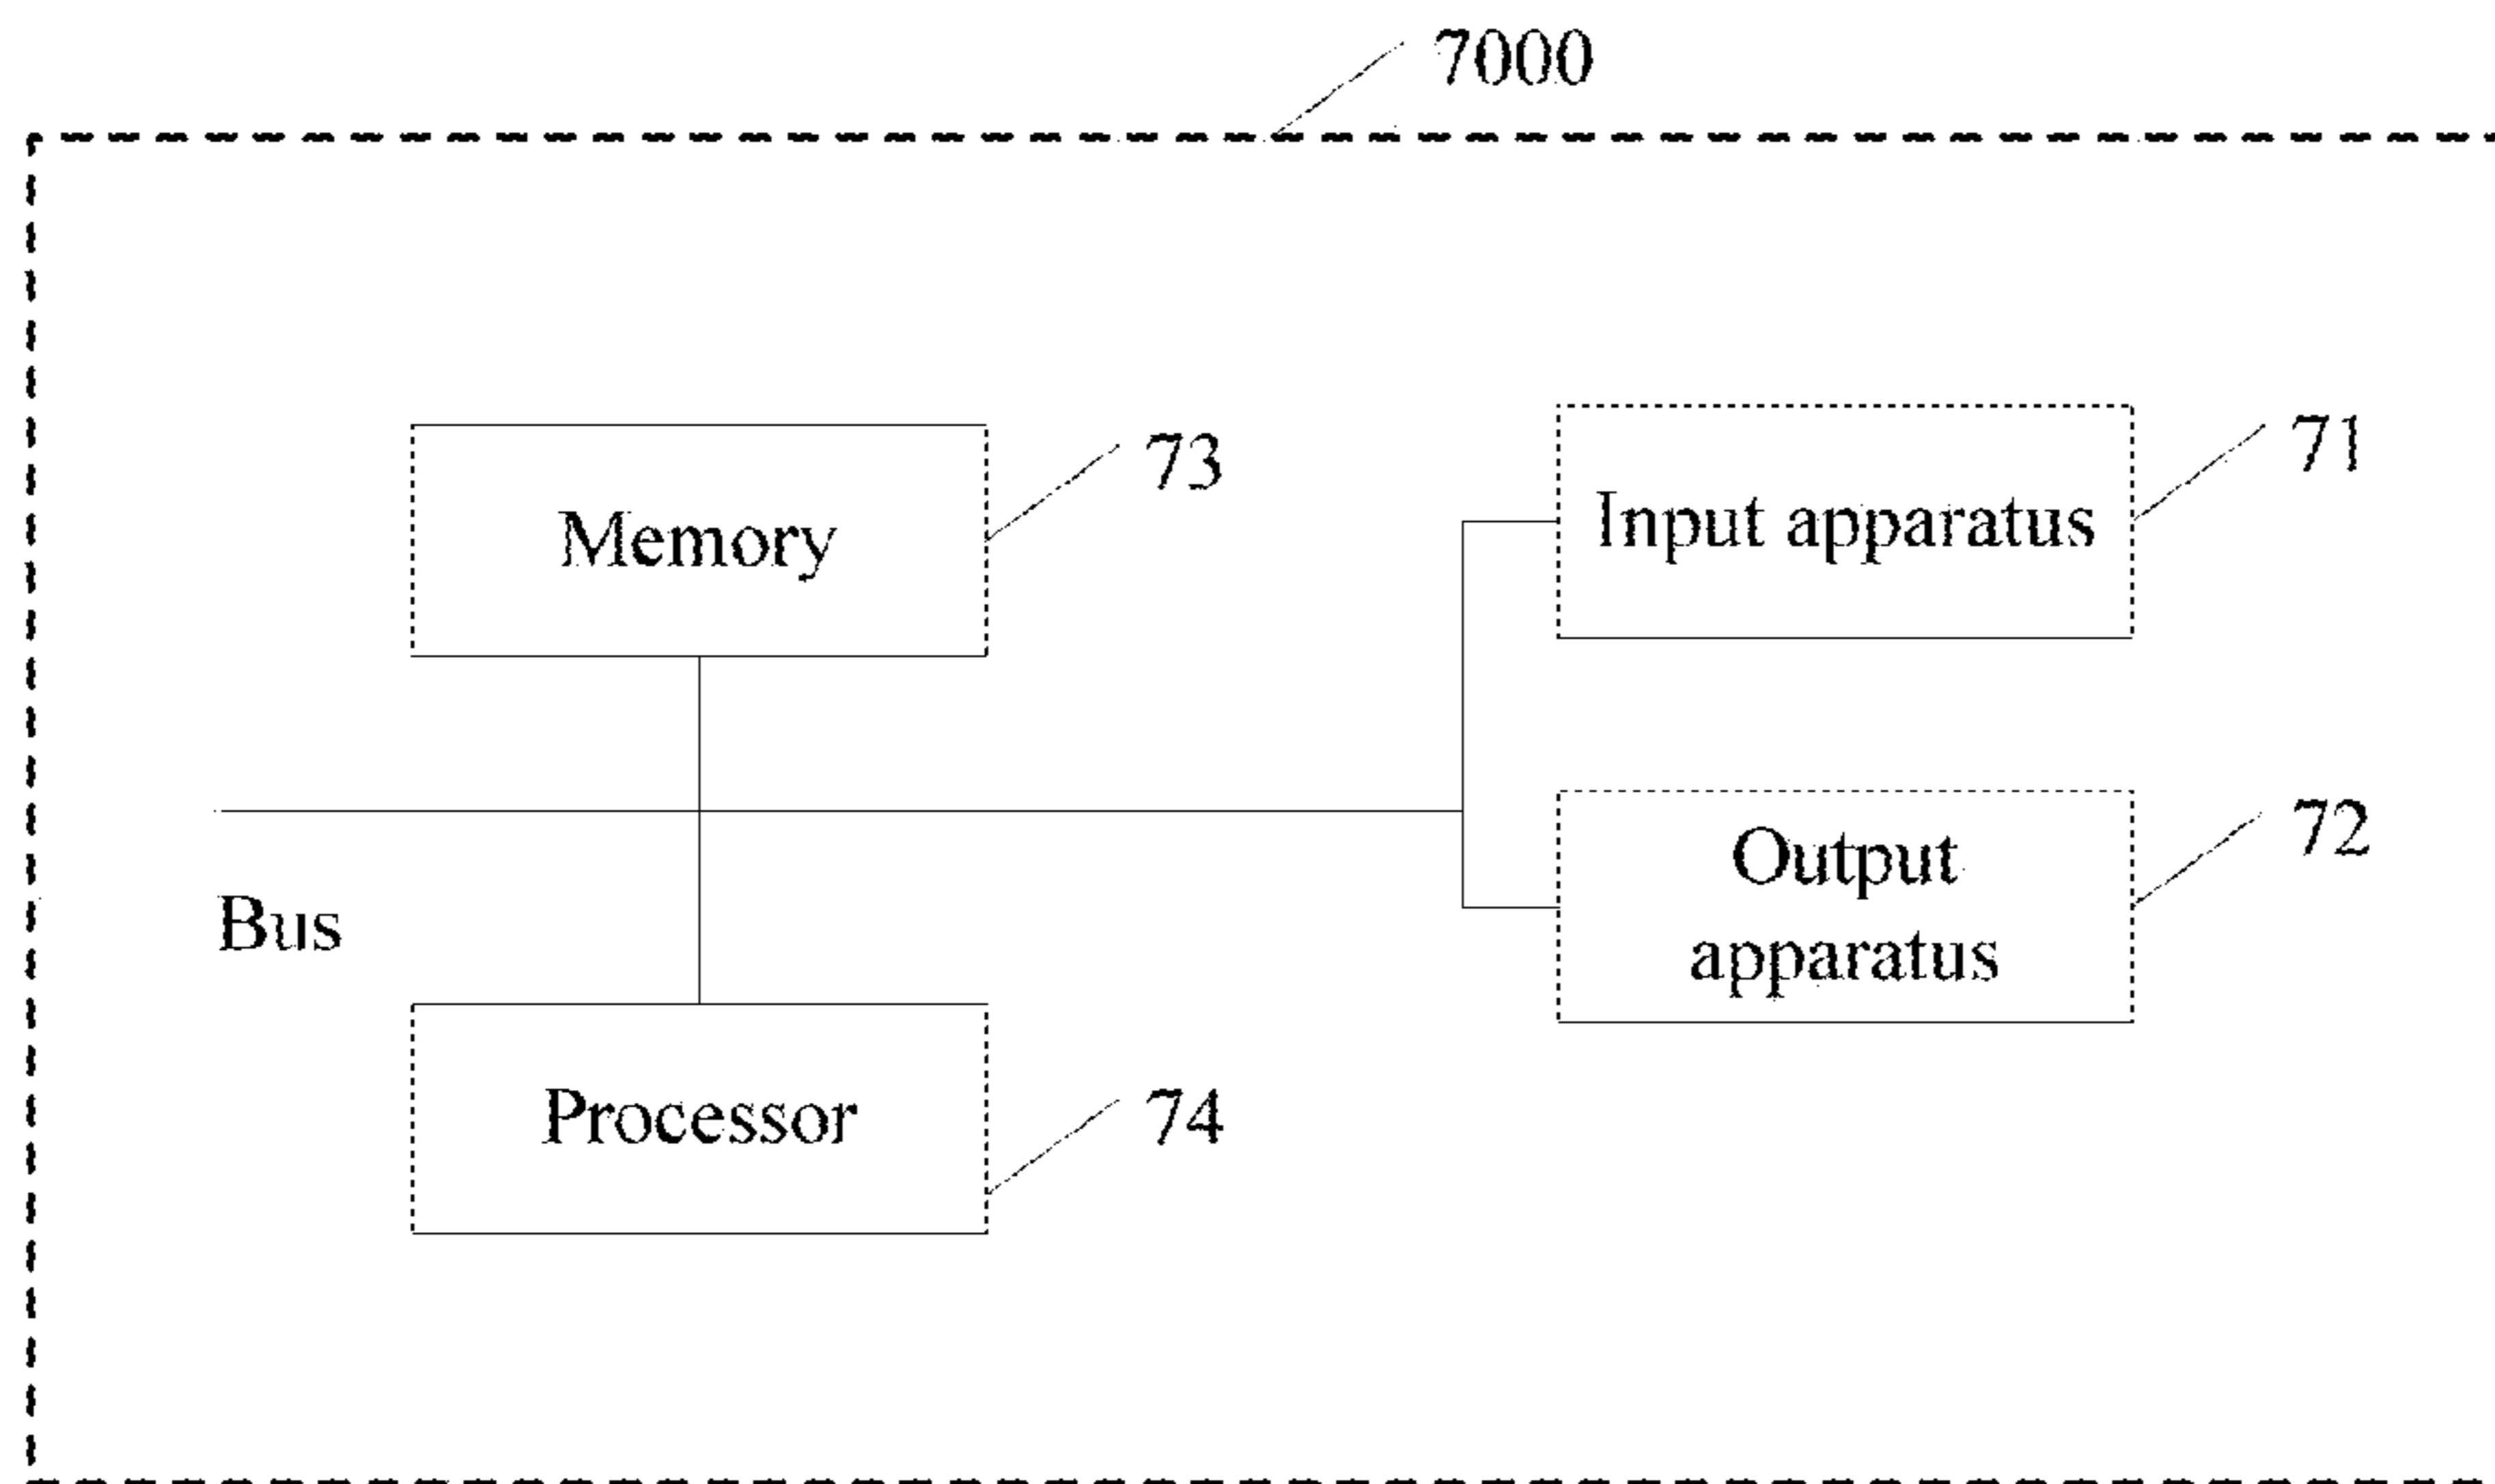 7000
73
Memory
71
Input apparatus
72
Output
apparatus
Bus
74
Processor